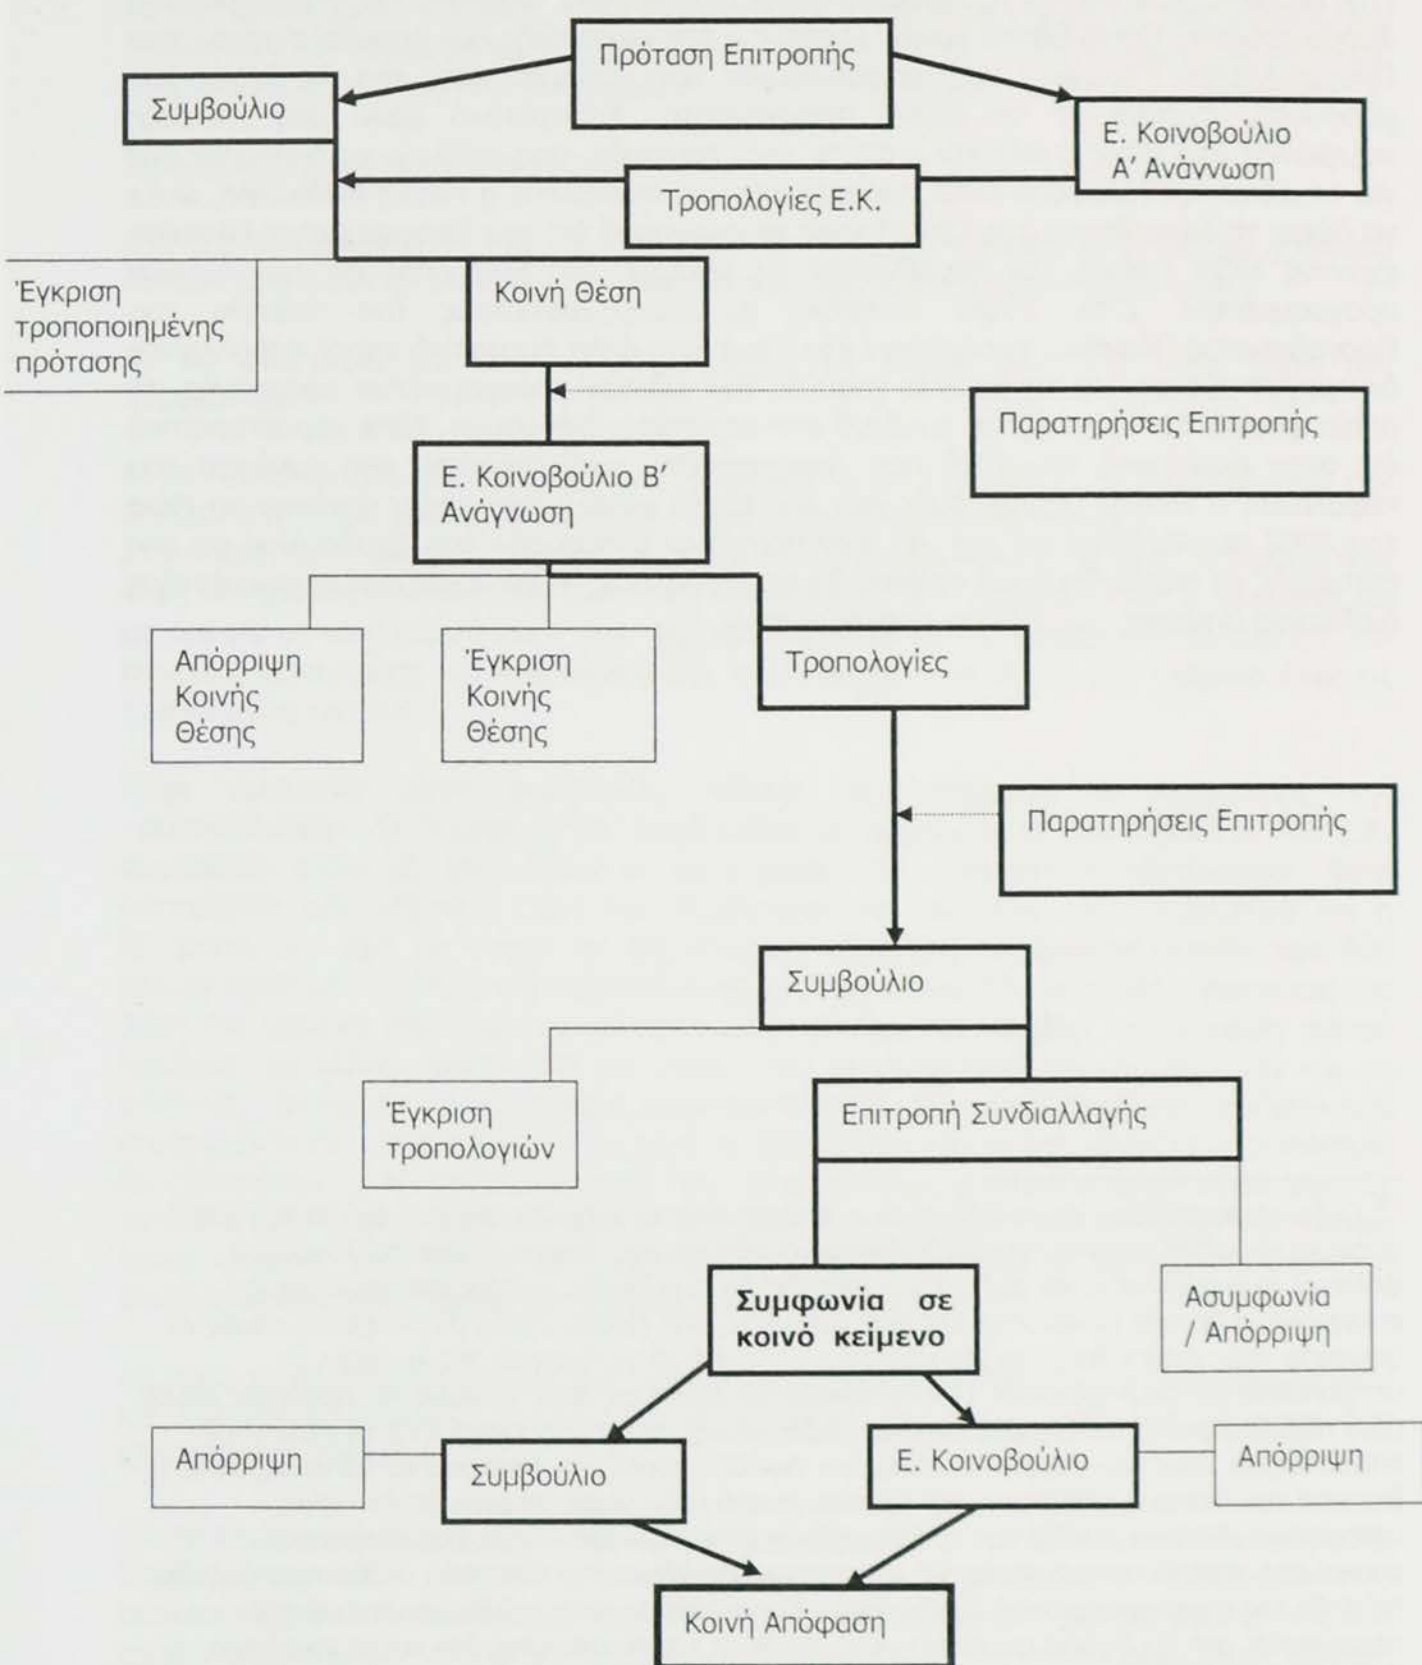 Πρόταση Επιτροπής
Συμβούλιο
Ε. Κοινοβούλιο
Α' Ανάγνωση
Τροπολογίες Ε.Κ.
Έγκριση
τροποποιημένης
πρότασης
Κοινή Θέση
Παρατηρήσεις Επιτροπής
Ε. Κοινοβούλιο Β'
Ανάγνωση
Απόρριψη
Κοινής
Θέσης
Έγκριση
Κοινής
Θέσης
Τροπολογίες
Παρατηρήσεις Επιτροπής
Συμβούλιο
Έγκριση
τροπολογιών
Επιτροπή Συνδιαλλαγής
Συμφωνία σε
κοινό κείμενο
Ασυμφωνία
/ Απόρριψη
Απόρριψη
Συμβούλιο
Ε. Κοινοβούλιο
Απόρριψη
Κοινή Απόφαση